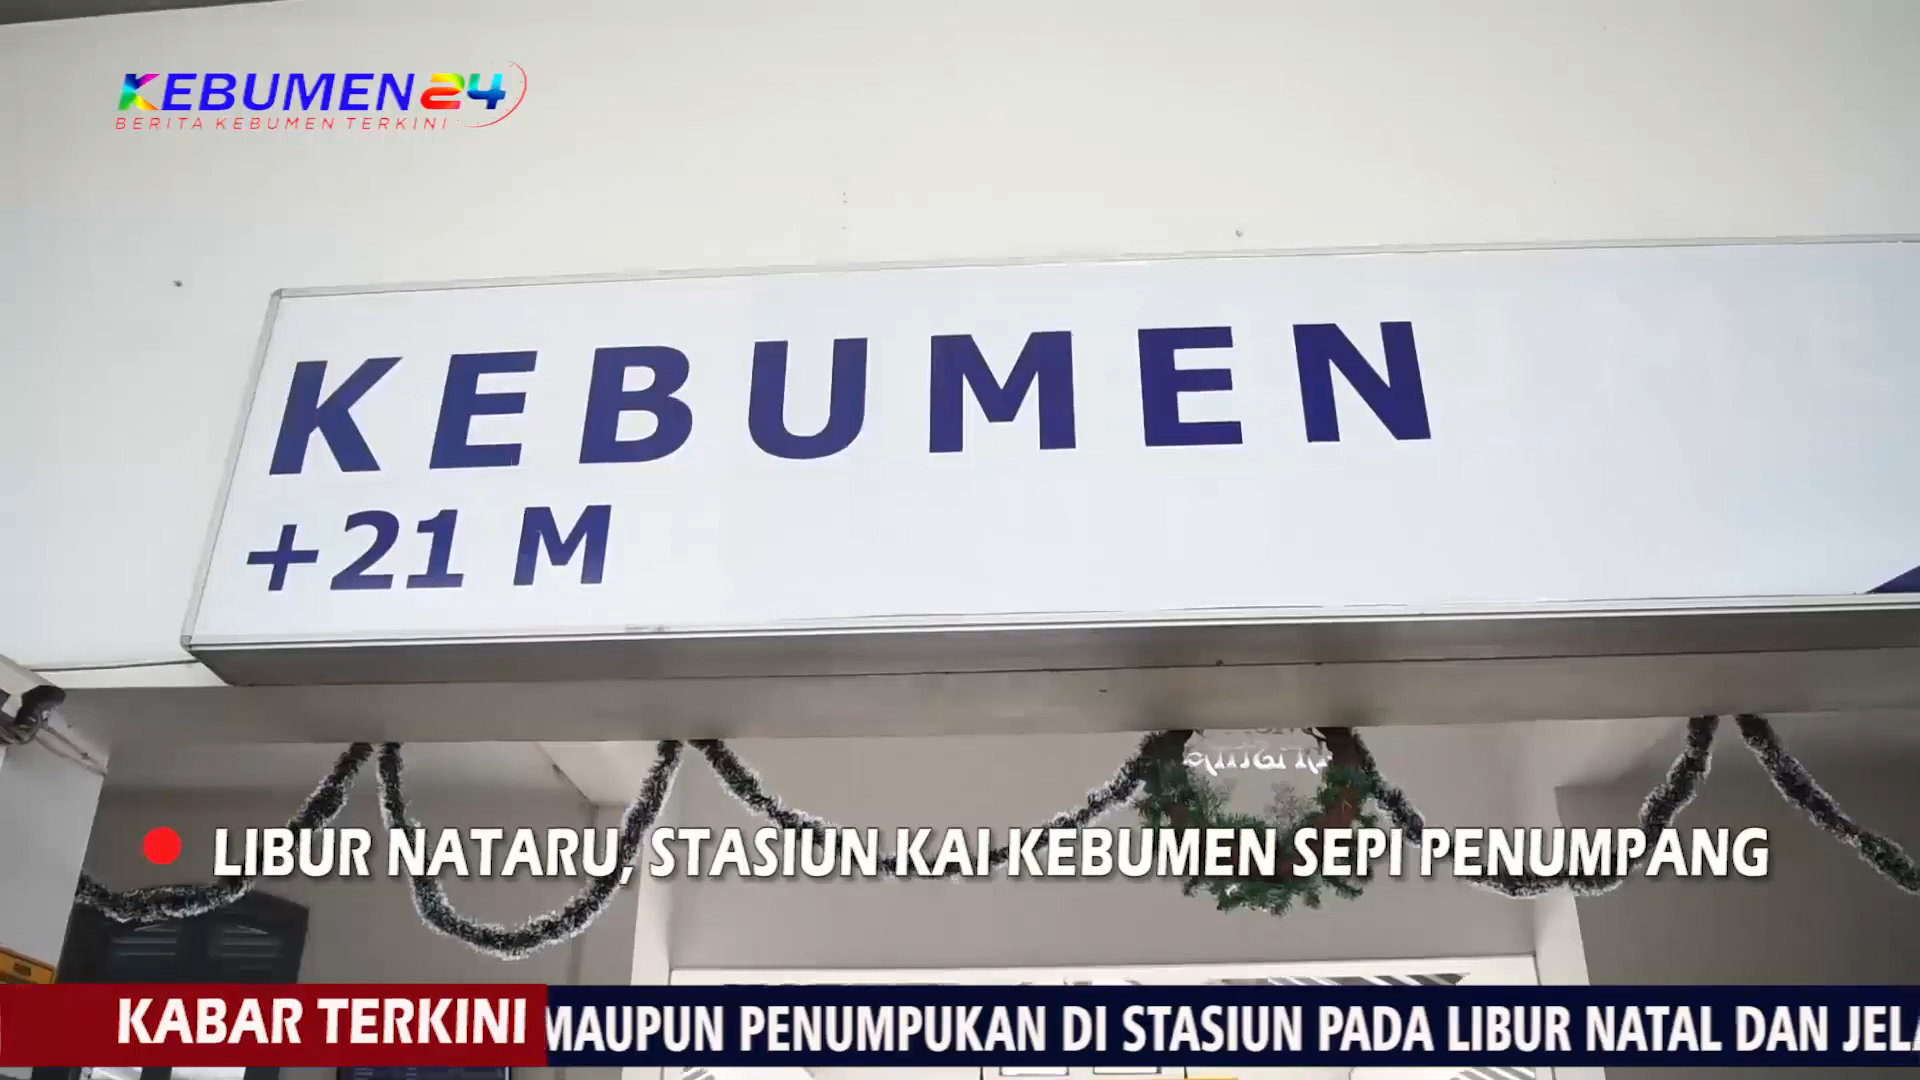 KEBUMEN24
BERITA KEBUMEN TERKINI
KEBUMEN
+21 M
LIBUR NATARU, STASIUN KAI KEBUMEN SEPI PENUMPANG
KABAR TERKINI
MAUPUN PENUMPUKAN DI STASIUN PADA LIBUR NATAL DAN JELA